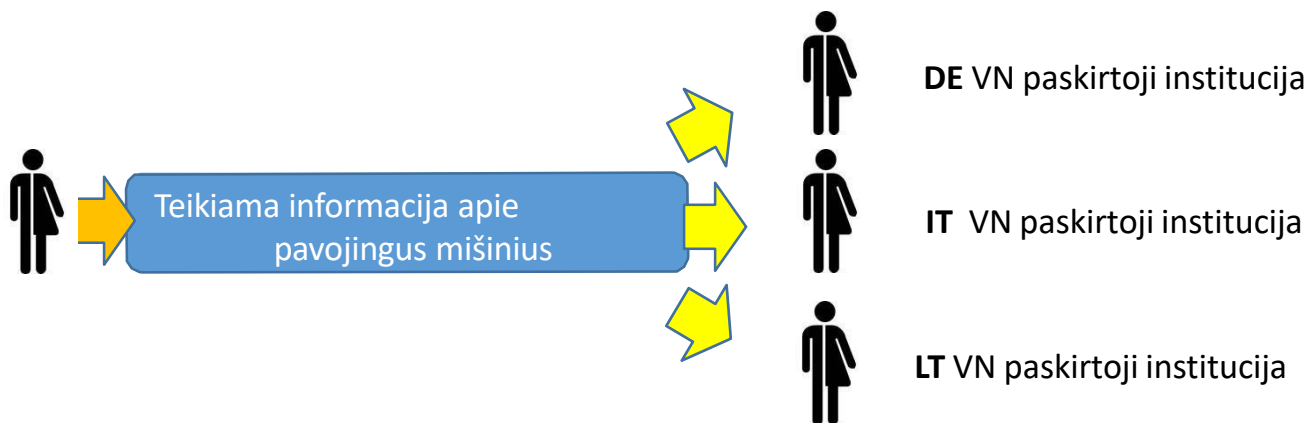 DE VN paskirtoji institucija
Teikiama informacija apie
pavojingus mišinius
IT VN paskirtoji institucija
LT VN paskirtoji institucija